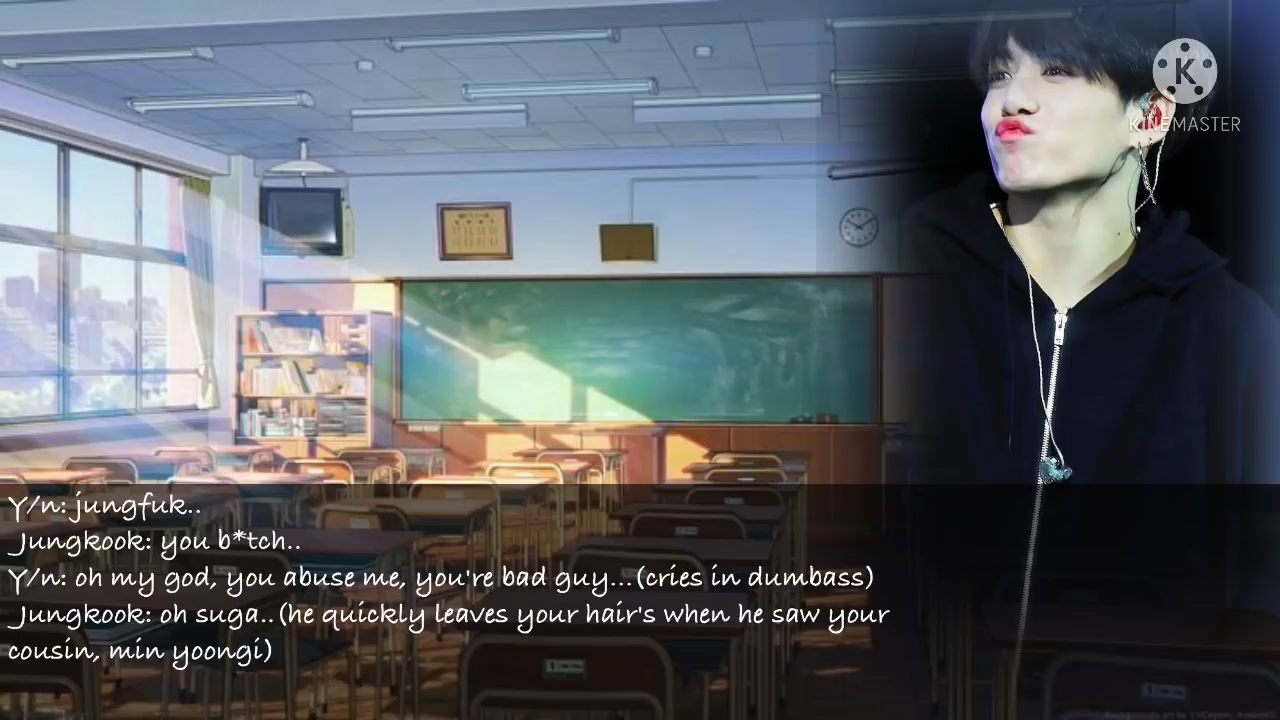 KINEMASTER
Y/n: jungfuk..
Jungkook: you b*tch..
Y/n: oh my god, you abuse me, you're bad guy...(cries in dumbass)
Jungkook: oh suga..(he quickly leaves your hair's when he saw your
cousin, min yoongi)